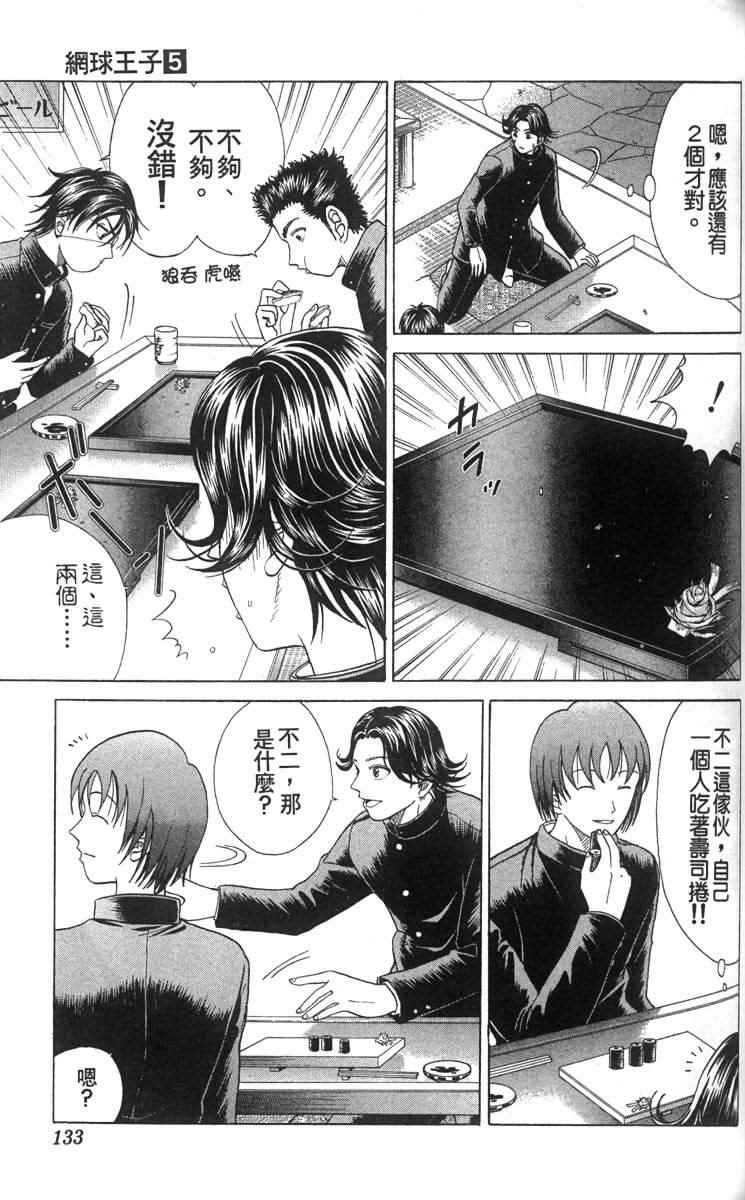 網球王子5
嗯，應該還有
2個才對。
！
不夠、
不夠。
沒錯！
狼吞虎嚥
ビール
這、這
兩個……
不二這傢伙，自己
一個人吃著壽司捲!!
不二，那
是什麼？
嗯？
133